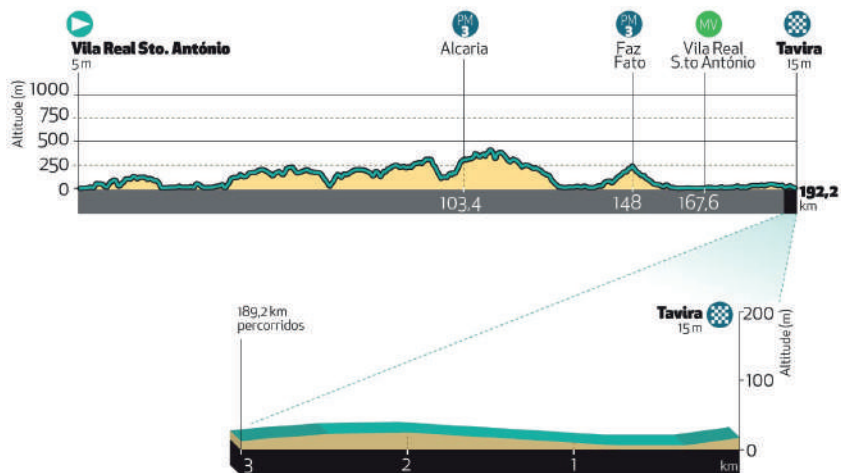 PM
3
PM
3
MV
Vila Real Sto. António
5 m
Alcaria
Faz
Fato
Vila Real
S.to António
Tavira
15 m
Altitude (m)
1000
750
500
250
0
103,4
148
167,6
192,2
km
189,2 km
percorridos
Tavira
15 m
200
100
0
Altitude (m)
3
2
1
km